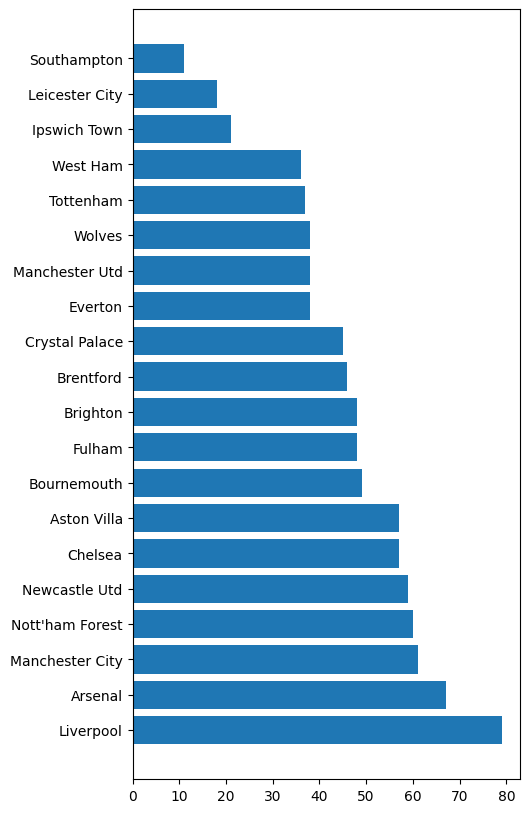 Southampton
Leicester City
Ipswich Town
West Ham
Tottenham
Wolves
Manchester Utd
Everton
Crystal Palace
Brentford
Brighton
Fulham
Bournemouth
Aston Villa
Chelsea
Newcastle Utd
Nott'ham Forest
Manchester City
Arsenal
Liverpool
0 10 20 30 40 50 60 70 80